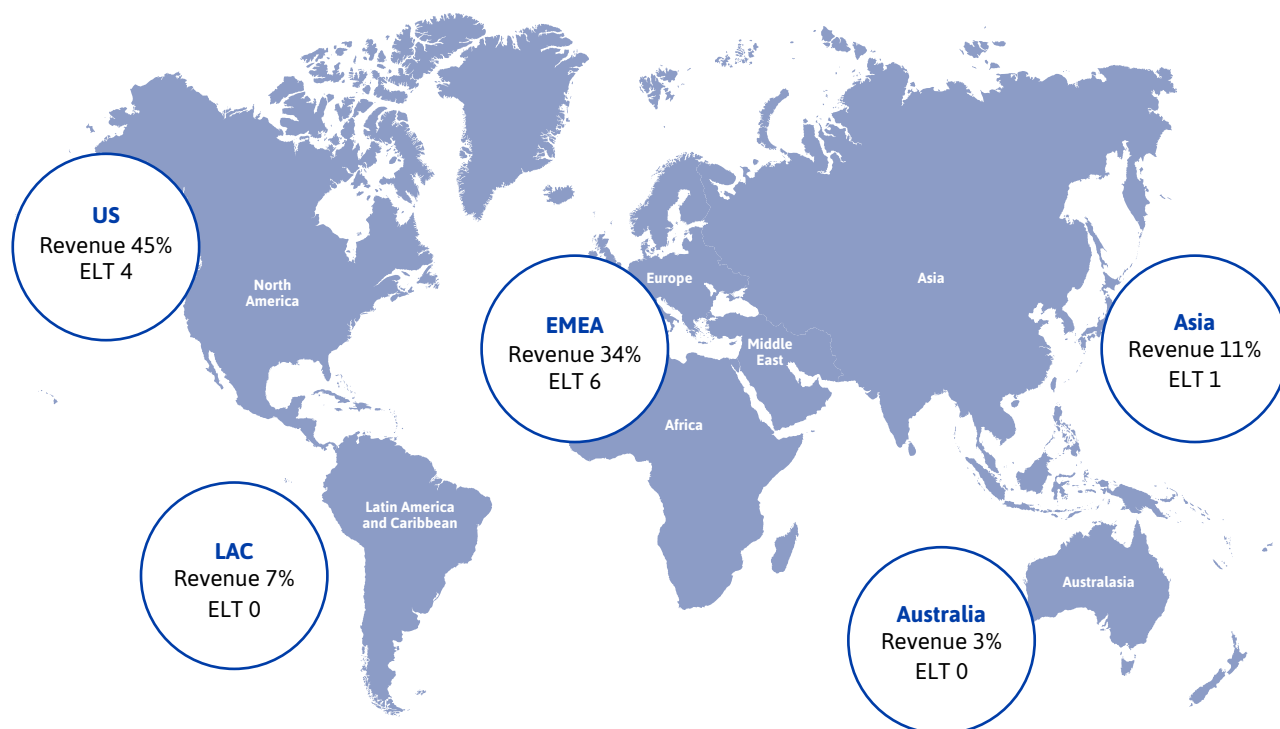 US
Revenue 45%
ELT 4
North
America
EMEA
Revenue 34%
ELT 6
Europe
Middle
East
Africa
Asia
Asia
Revenue 11%
ELT 1
Latin America
and Caribbean
LAC
Revenue 7%
ELT 0
Australasia
Australia
Revenue 3%
ELT 0